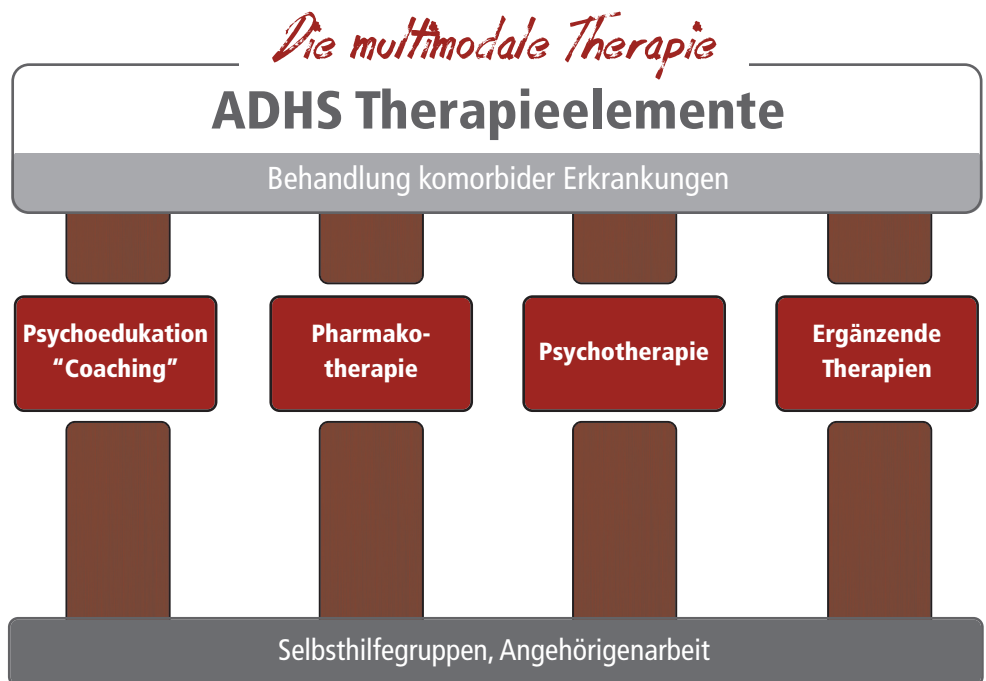 Die multimodale Therapie
ADHS Therapieelemente
Behandlung komorbider Erkrankungen
Psychoedukation
“Coaching”
Pharmako-
therapie
Psychotherapie
Ergänzende
Therapien
Selbsthilfegruppen, Angehörigenarbeit